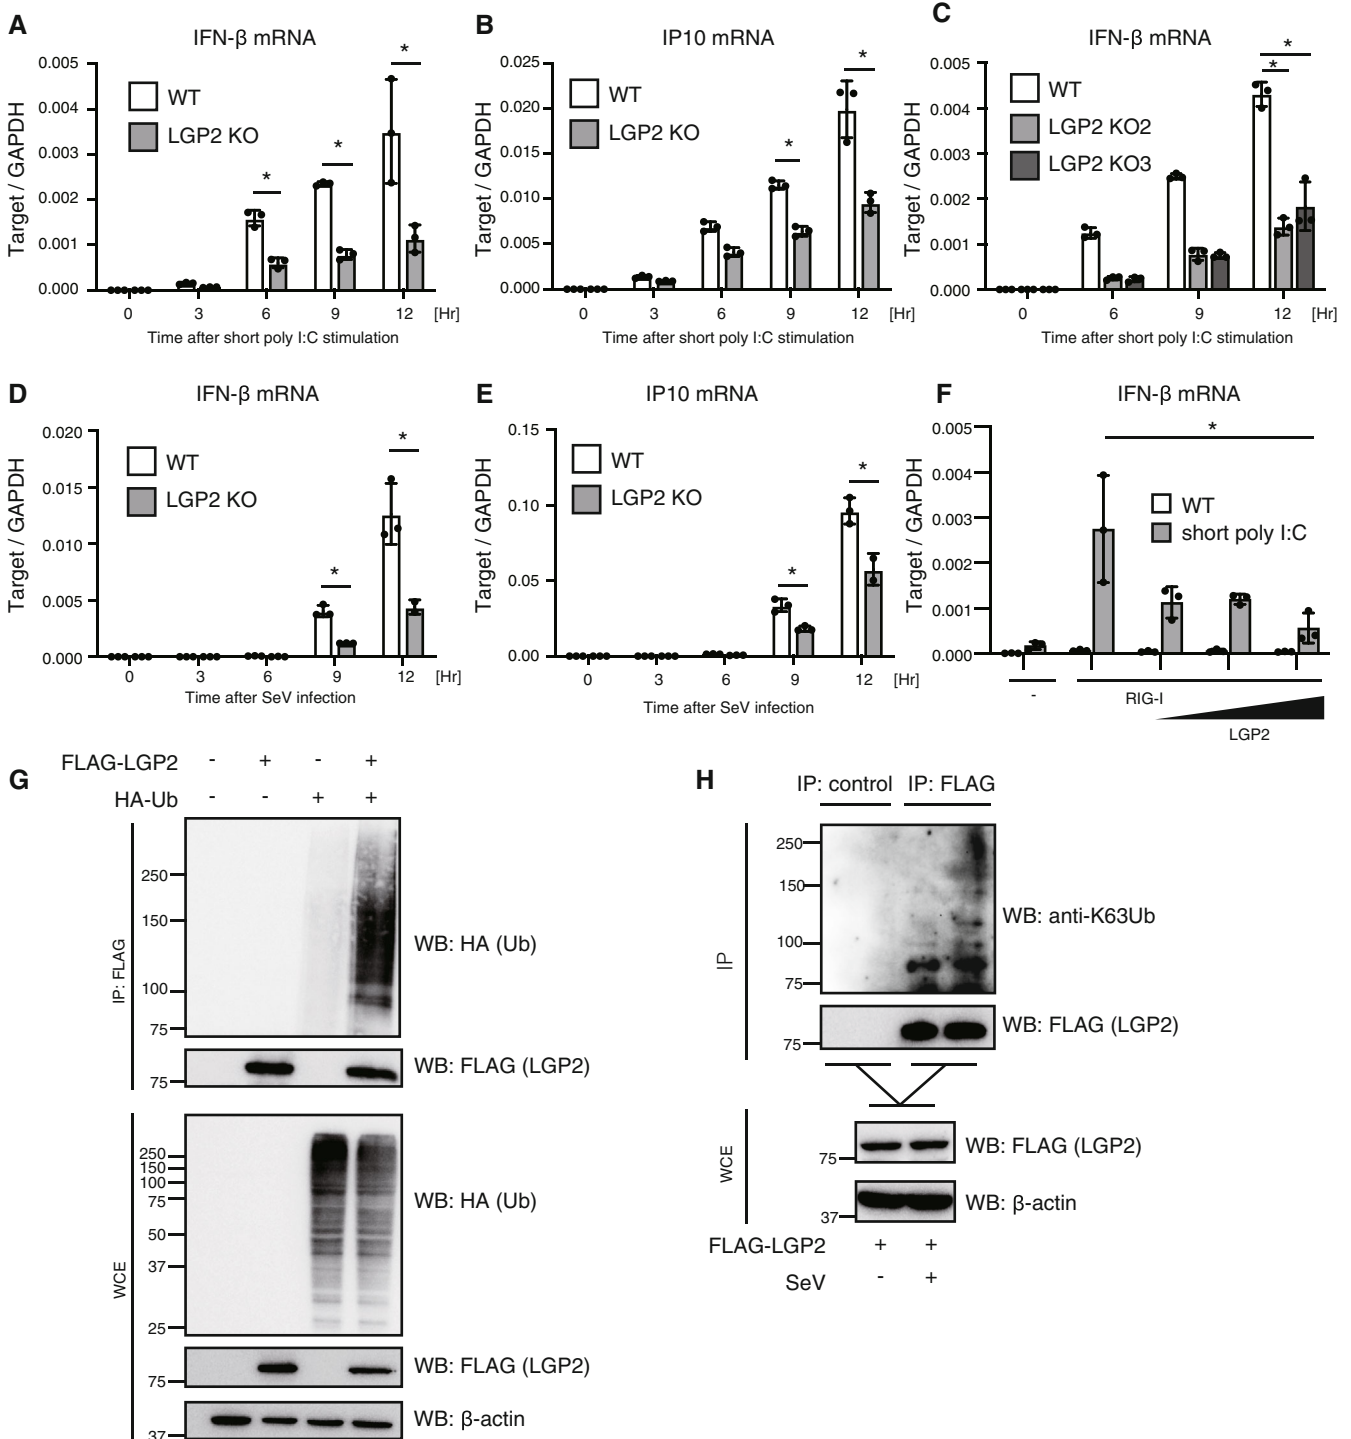 A
IFN-β mRNA
Target / GAPDH
0.005
0.004
0.003
0.002
0.001
0.000
WT
LGP2 KO
*
*
*
0 3 6 9 12 [Hr]
Time after short poly I:C stimulation
B
IP10 mRNA
Target / GAPDH
0.025
0.020
0.015
0.010
0.005
0.000
WT
LGP2 KO
*
*
0 3 6 9 12 [Hr]
Time after short poly I:C stimulation
C
IFN-β mRNA
Target / GAPDH
0.005
0.004
0.003
0.002
0.001
0.000
WT
LGP2 KO2
LGP2 KO3
*
*
0 6 9 12 [Hr]
Time after short poly I:C stimulation
D
IFN-β mRNA
Target / GAPDH
0.020
0.015
0.010
0.005
0.000
WT
LGP2 KO
*
*
0 3 6 9 12 [Hr]
Time after SeV infection
E
IP10 mRNA
Target / GAPDH
0.15
0.10
0.05
0.00
WT
LGP2 KO
*
*
0 3 6 9 12 [Hr]
Time after SeV infection
F
IFN-β mRNA
Target / GAPDH
0.005
0.004
0.003
0.002
0.001
0.000
*
WT
short poly I:C
- RIG-I
LGP2
G
FLAG-LGP2 - + - +
HA-Ub - - + +
IP: FLAG
250
150
100
75
WB: HA (Ub)
75
WB: FLAG (LGP2)
WCE
250
150
100
75
50
37
25
WB: HA (Ub)
75
WB: FLAG (LGP2)
37
WB: β-actin
H
IP: control IP: FLAG
IP
250
150
100
75
WB: anti-K63Ub
75
WB: FLAG (LGP2)
WCE
75
WB: FLAG (LGP2)
37
WB: β-actin
FLAG-LGP2 + +
SeV - +